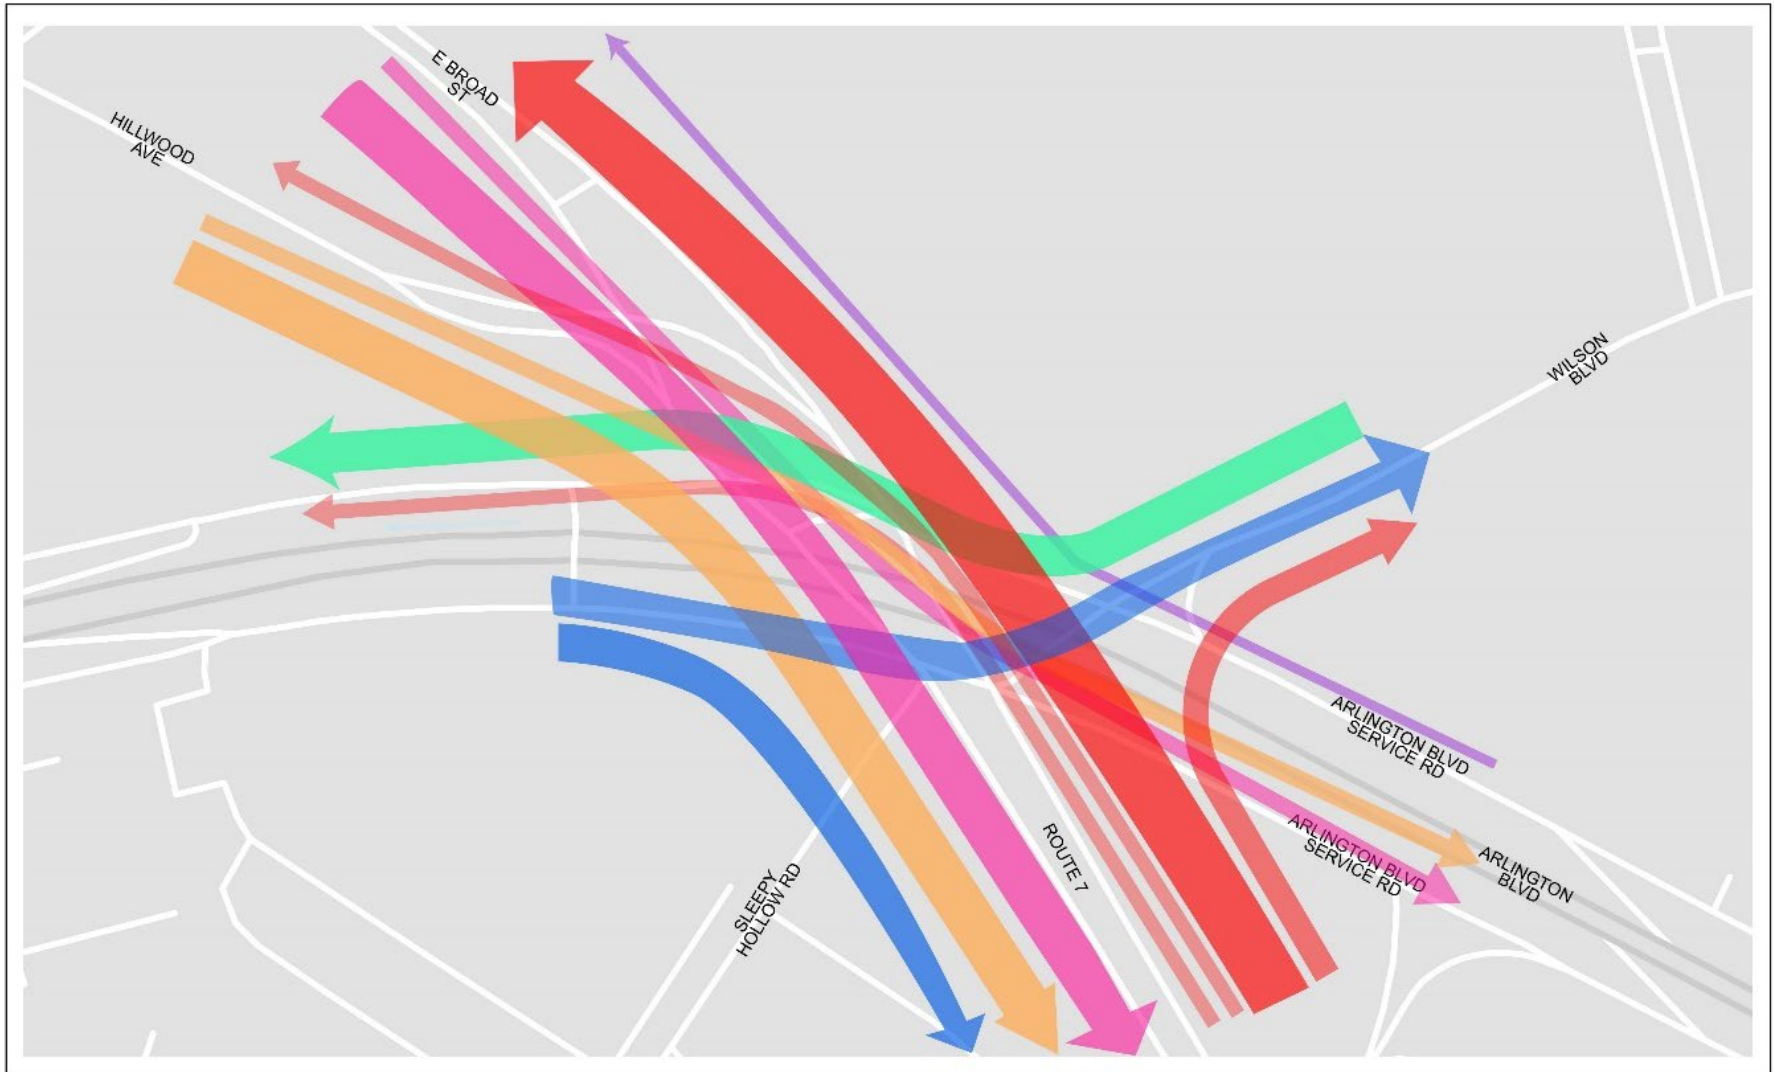 E BROAD
ST
HILLWOOD
AVE
WILSON
BLVD
ARLINGTON BLVD
SERVICE RD
ARLINGTON BLVD
SERVICE RD
ARLINGTON
BLVD
ROUTE 7
SLEEPY
HOLLOW RD